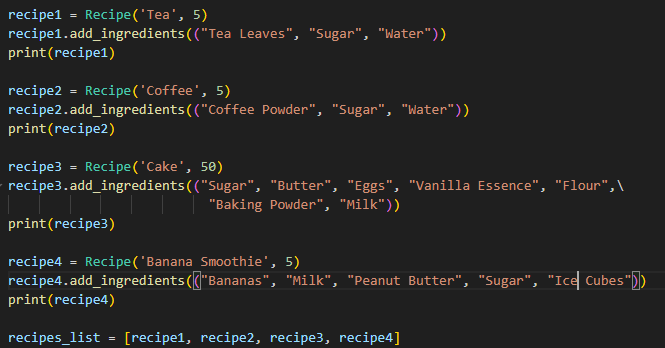 recipe1 = Recipe('Tea', 5)
recipe1.add_ingredients(("Tea Leaves", "Sugar", "Water"))
print(recipe1)
recipe2 = Recipe('Coffee', 5)
recipe2.add_ingredients(("Coffee Powder", "Sugar", "Water"))
print(recipe2)
recipe3 = Recipe('Cake', 50)
recipe3.add_ingredients(("Sugar", "Butter", "Eggs", "Vanilla Essence", "Flour",\
"Baking Powder", "Milk"))
print(recipe3)
recipe4 = Recipe('Banana Smoothie', 5)
recipe4.add_ingredients(("Bananas", "Milk", "Peanut Butter", "Sugar", "Ice Cubes"))
print(recipe4)
recipes_list = [recipe1, recipe2, recipe3, recipe4]